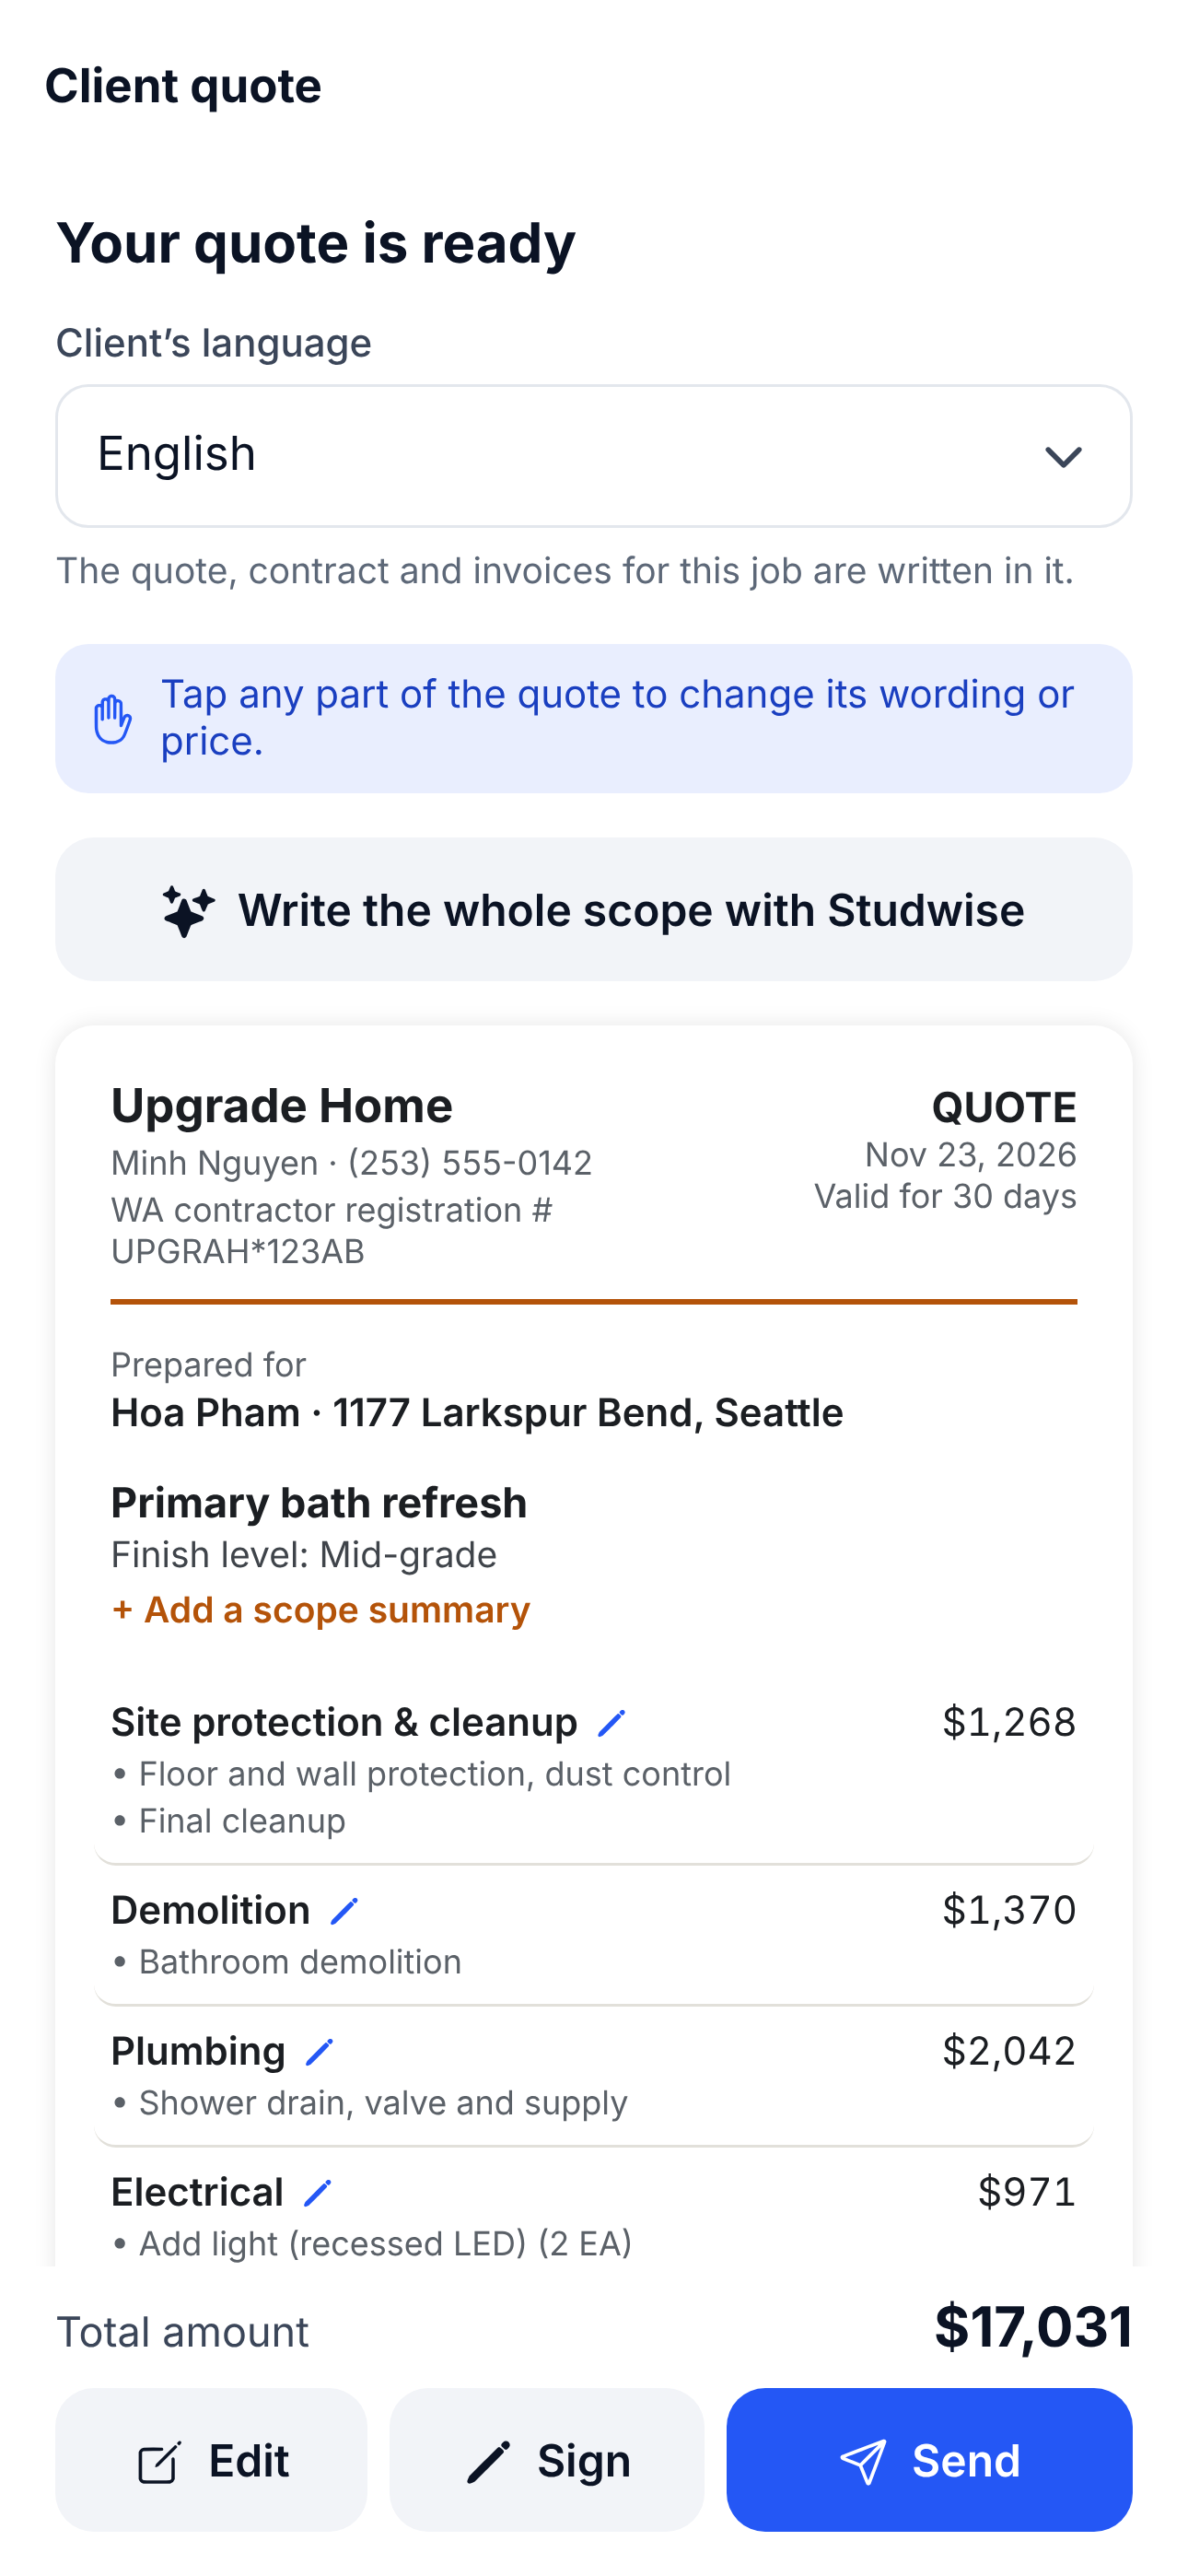 Client quote
Your quote is ready
Client’s language
English
The quote, contract and invoices for this job are written in it.
Tap any part of the quote to change its wording or
price.
Write the whole scope with Studwise
Upgrade Home
QUOTE
Minh Nguyen · (253) 555-0142
Nov 23, 2026
WA contractor registration #
Valid for 30 days
UPGRAH*123AB
Prepared for
Hoa Pham · 1177 Larkspur Bend, Seattle
Primary bath refresh
Finish level: Mid-grade
+ Add a scope summary
Site protection & cleanup $1,268
• Floor and wall protection, dust control
• Final cleanup
Demolition $1,370
• Bathroom demolition
Plumbing $2,042
• Shower drain, valve and supply
Electrical $971
• Add light (recessed LED) (2 EA)
Total amount $17,031
Edit Sign Send